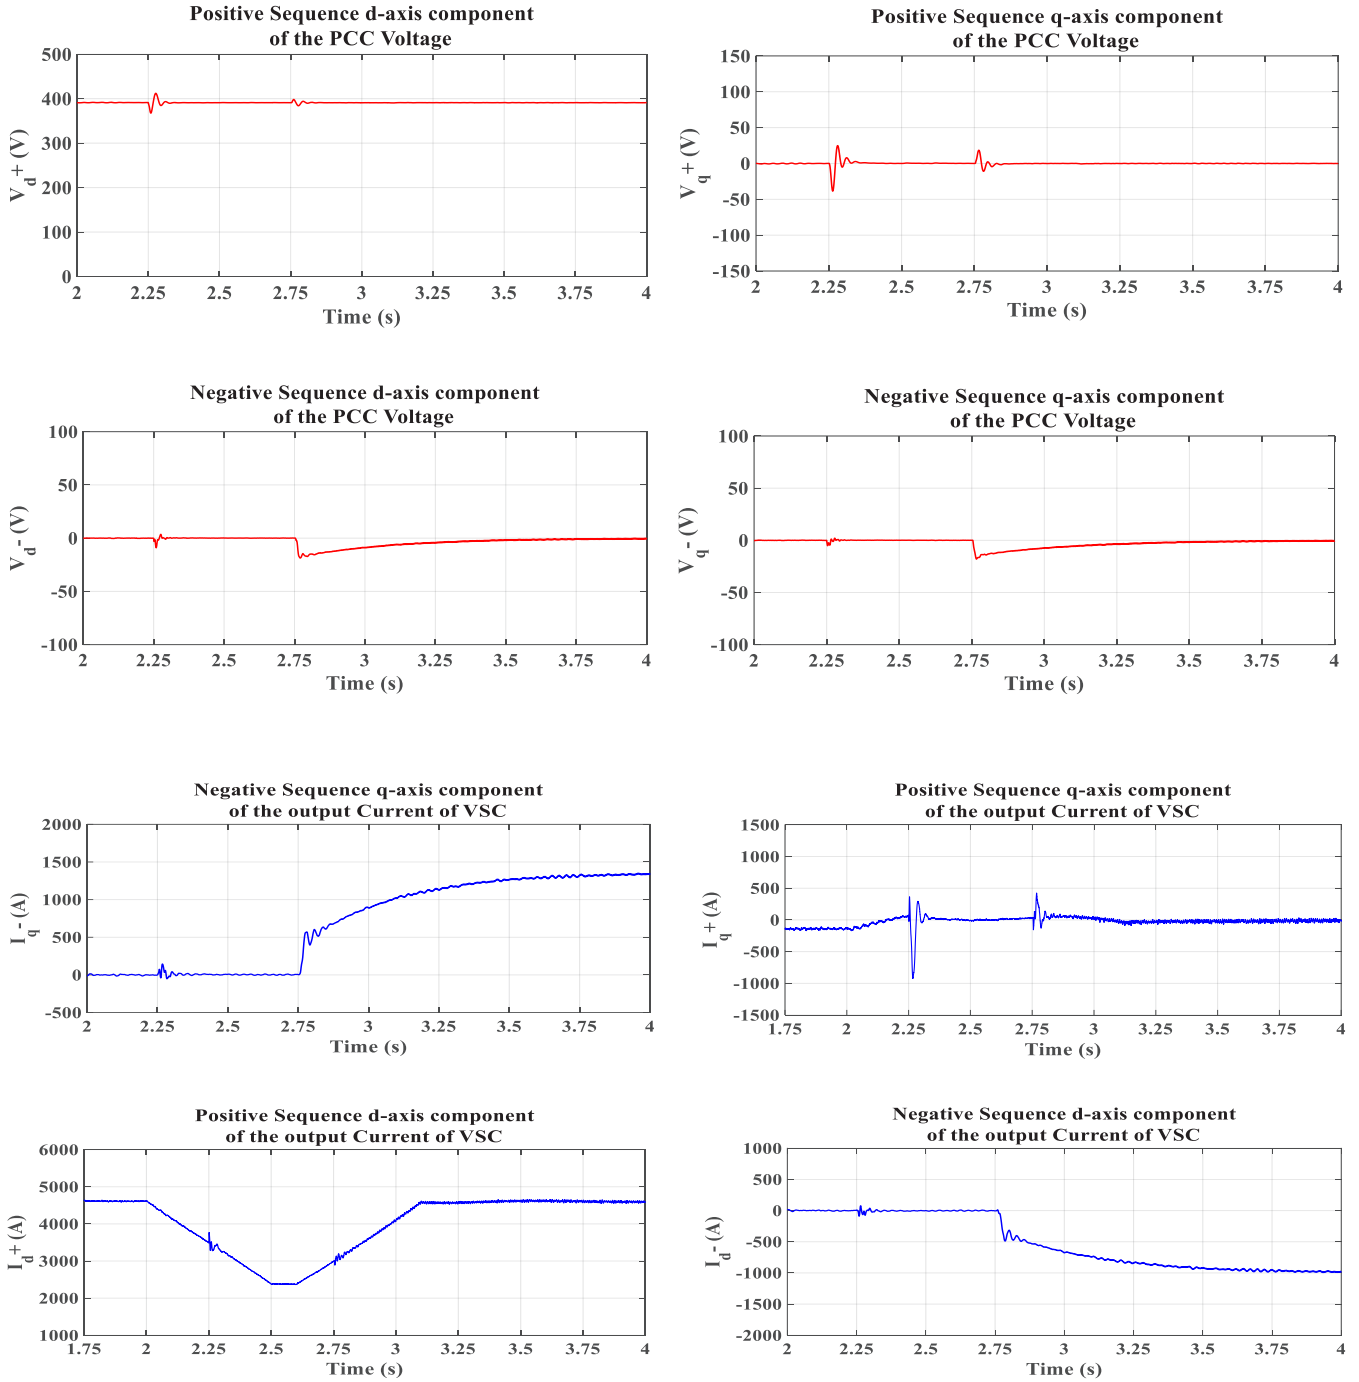 Positive Sequence d-axis component
of the PCC Voltage
500
400
300
200
100
0
V_d+ (V)
2 2.25 2.5 2.75 3 3.25 3.5 3.75 4
Time (s)
Positive Sequence q-axis component
of the PCC Voltage
150
100
50
0
-50
-100
-150
V_q+ (V)
2 2.25 2.5 2.75 3 3.25 3.5 3.75 4
Time (s)
Negative Sequence d-axis component
of the PCC Voltage
100
50
0
-50
-100
V_d- (V)
2 2.25 2.5 2.75 3 3.25 3.5 3.75 4
Time (s)
Negative Sequence q-axis component
of the PCC Voltage
100
50
0
-50
-100
V_q- (V)
2 2.25 2.5 2.75 3 3.25 3.5 3.75 4
Time (s)
Negative Sequence q-axis component
of the output Current of VSC
2000
1500
1000
500
0
-500
I_q- (A)
2 2.25 2.5 2.75 3 3.25 3.5 3.75 4
Time (s)
Positive Sequence q-axis component
of the output Current of VSC
1500
1000
500
0
-500
-1000
-1500
I_q+ (A)
1.75 2 2.25 2.5 2.75 3 3.25 3.5 3.75 4
Time (s)
Positive Sequence d-axis component
of the output Current of VSC
6000
5000
4000
3000
2000
1000
I_d+ (A)
1.75 2 2.25 2.5 2.75 3 3.25 3.5 3.75 4
Time (s)
Negative Sequence d-axis component
of the output Current of VSC
1000
500
0
-500
-1000
-1500
-2000
I_d- (A)
2 2.25 2.5 2.75 3 3.25 3.5 3.75 4
Time (s)